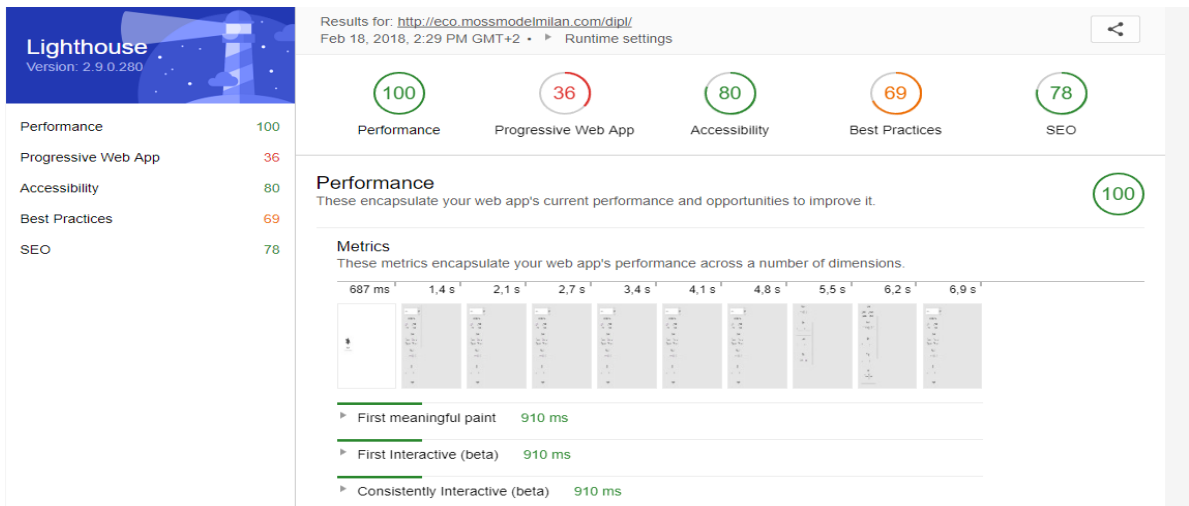 Lighthouse
Version: 2.9.0.280
Performance 100
Progressive Web App 36
Accessibility 80
Best Practices 69
SEO 78
Results for: http://eco.mossmodelmilan.com/dipl/
Feb 18, 2018, 2:29 PM GMT+2 • ▸ Runtime settings
100 36 80 69 78
Performance Progressive Web App Accessibility Best Practices SEO
Performance
These encapsulate your web app's current performance and opportunities to improve it.
100
Metrics
These metrics encapsulate your web app's performance across a number of dimensions.
687 ms 1,4 s 2,1 s 2,7 s 3,4 s 4,1 s 4,8 s 5,5 s 6,2 s 6,9 s
First meaningful paint 910 ms
First Interactive (beta) 910 ms
Consistently Interactive (beta) 910 ms